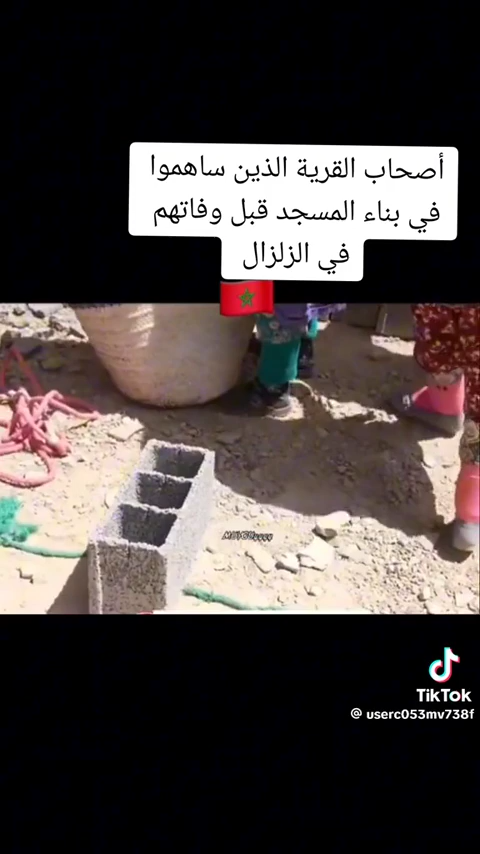 أصحاب القرية الذين ساهموا
في بناء المسجد قبل وفاتهم
في الزلزال
TikTok
@ userc053mv738f